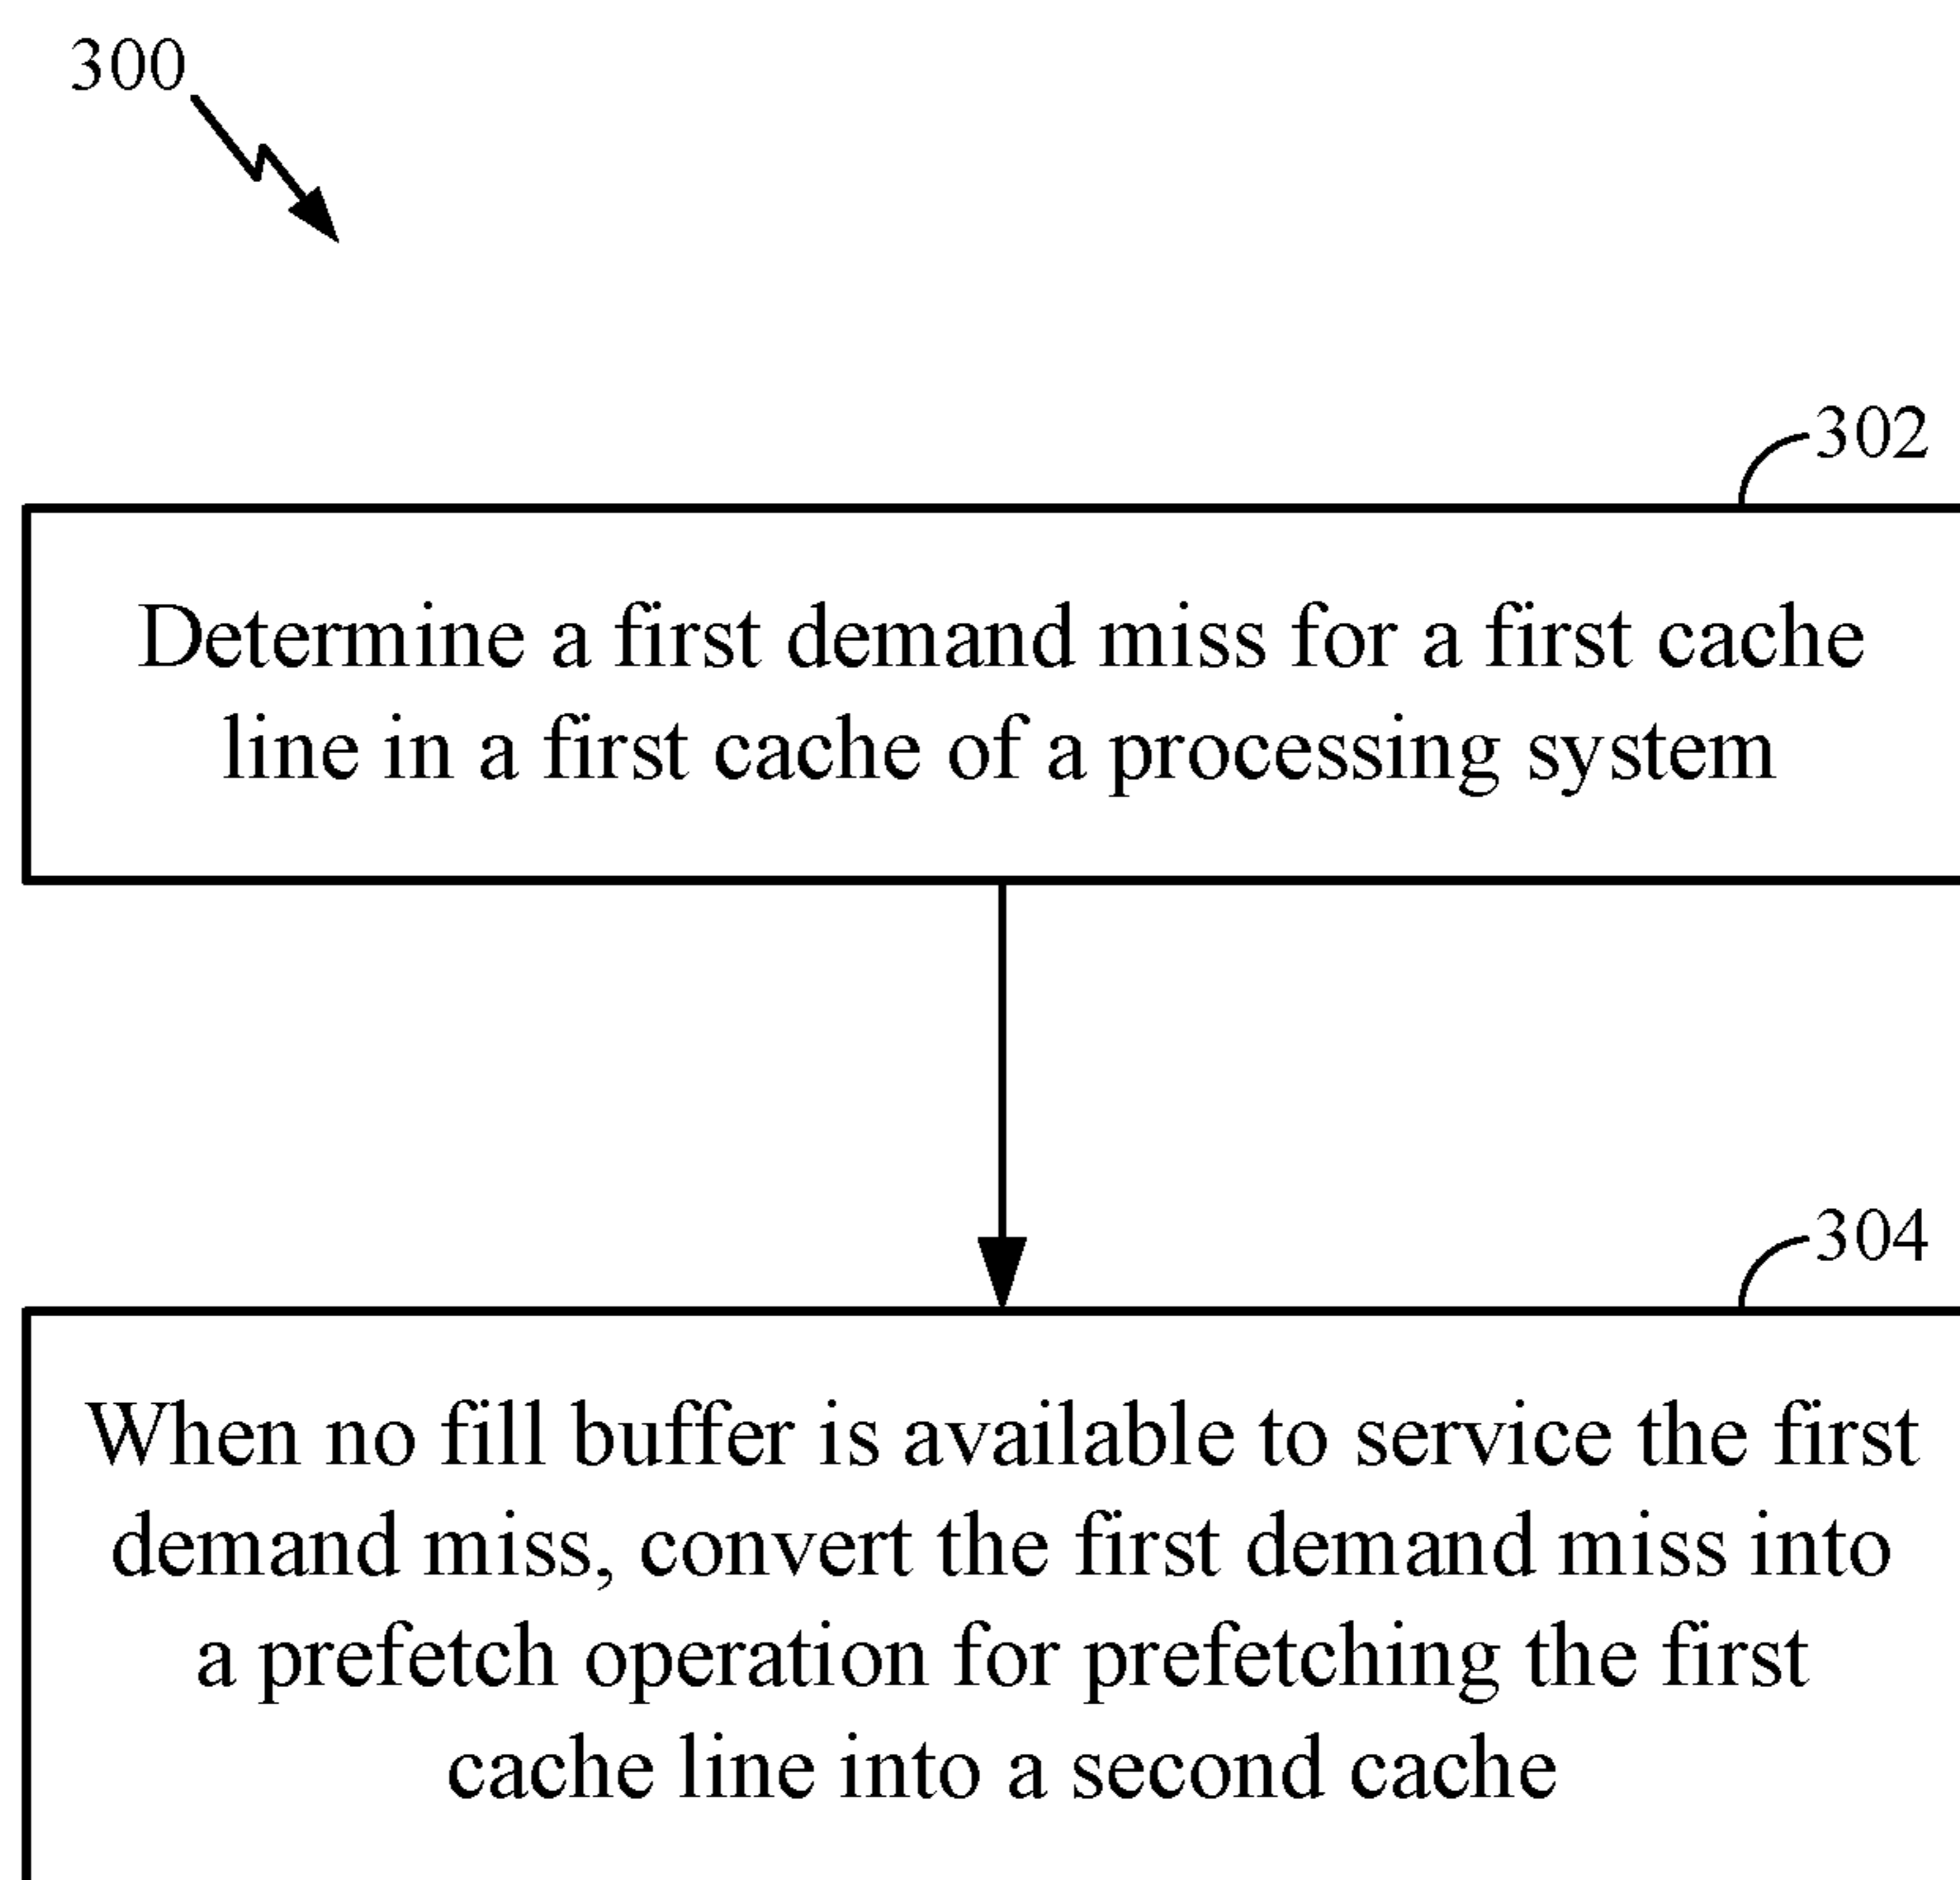 300
302
Determine a first demand miss for a first cache
line in a first cache of a processing system
304
When no fill buffer is available to service the first
demand miss, convert the first demand miss into
a prefetch operation for prefetching the first
cache line into a second cache